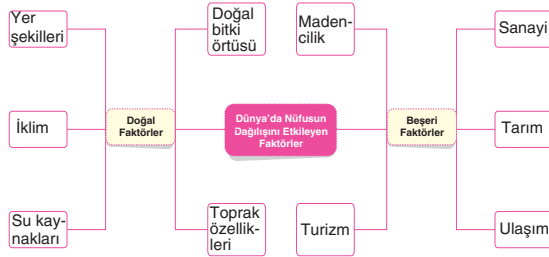 Yer
şekilleri
Doğal
bitki
örtüsü
Maden-
cilik
Sanayi
İklim
Doğal
Faktörler
Dünya'da Nüfusun
Dağılışını Etkileyen
Faktörler
Beşeri
Faktörler
Tarım
Su kay-
nakları
Toprak
özellik-
leri
Turizm
Ulaşım